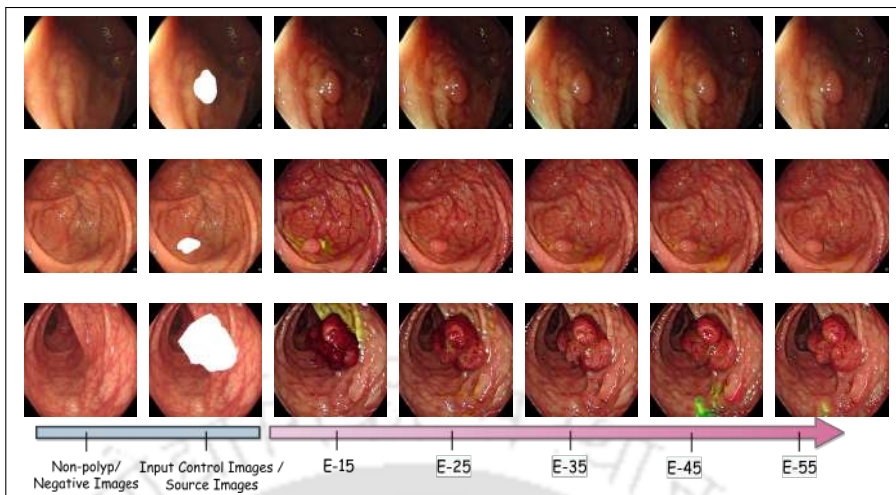 Non-polyp/
Negative Images
Input Control Images /
Source Images
E-15
E-25
E-35
E-45
E-55